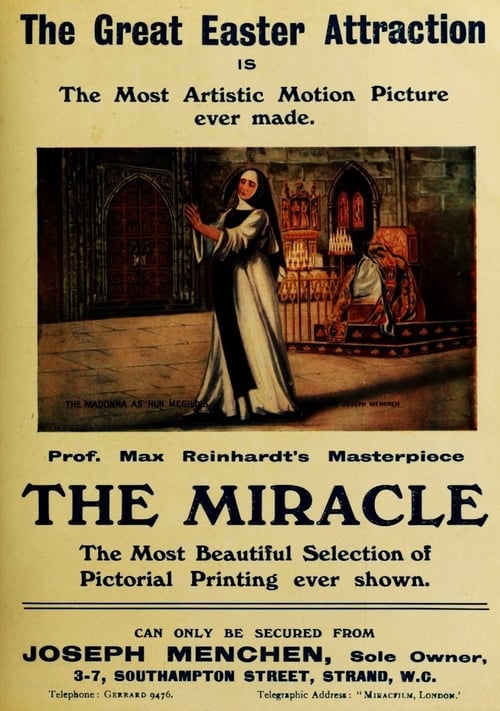 The Great Easter Attraction
IS
The Most Artistic Motion Picture
ever made.
THE MADONNA AS NUN MEGILDIS
JOSEPH MENCHEN
Prof. Max Reinhardt's Masterpiece
THE MIRACLE
The Most Beautiful Selection of
Pictorial Printing ever shown.
CAN ONLY BE SECURED FROM
JOSEPH MENCHEN, Sole Owner,
3-7, SOUTHAMPTON STREET, STRAND, W.C.
Telephone: GERRARD 9476. Telegraphic Address: "MIRACFILM, LONDON.'